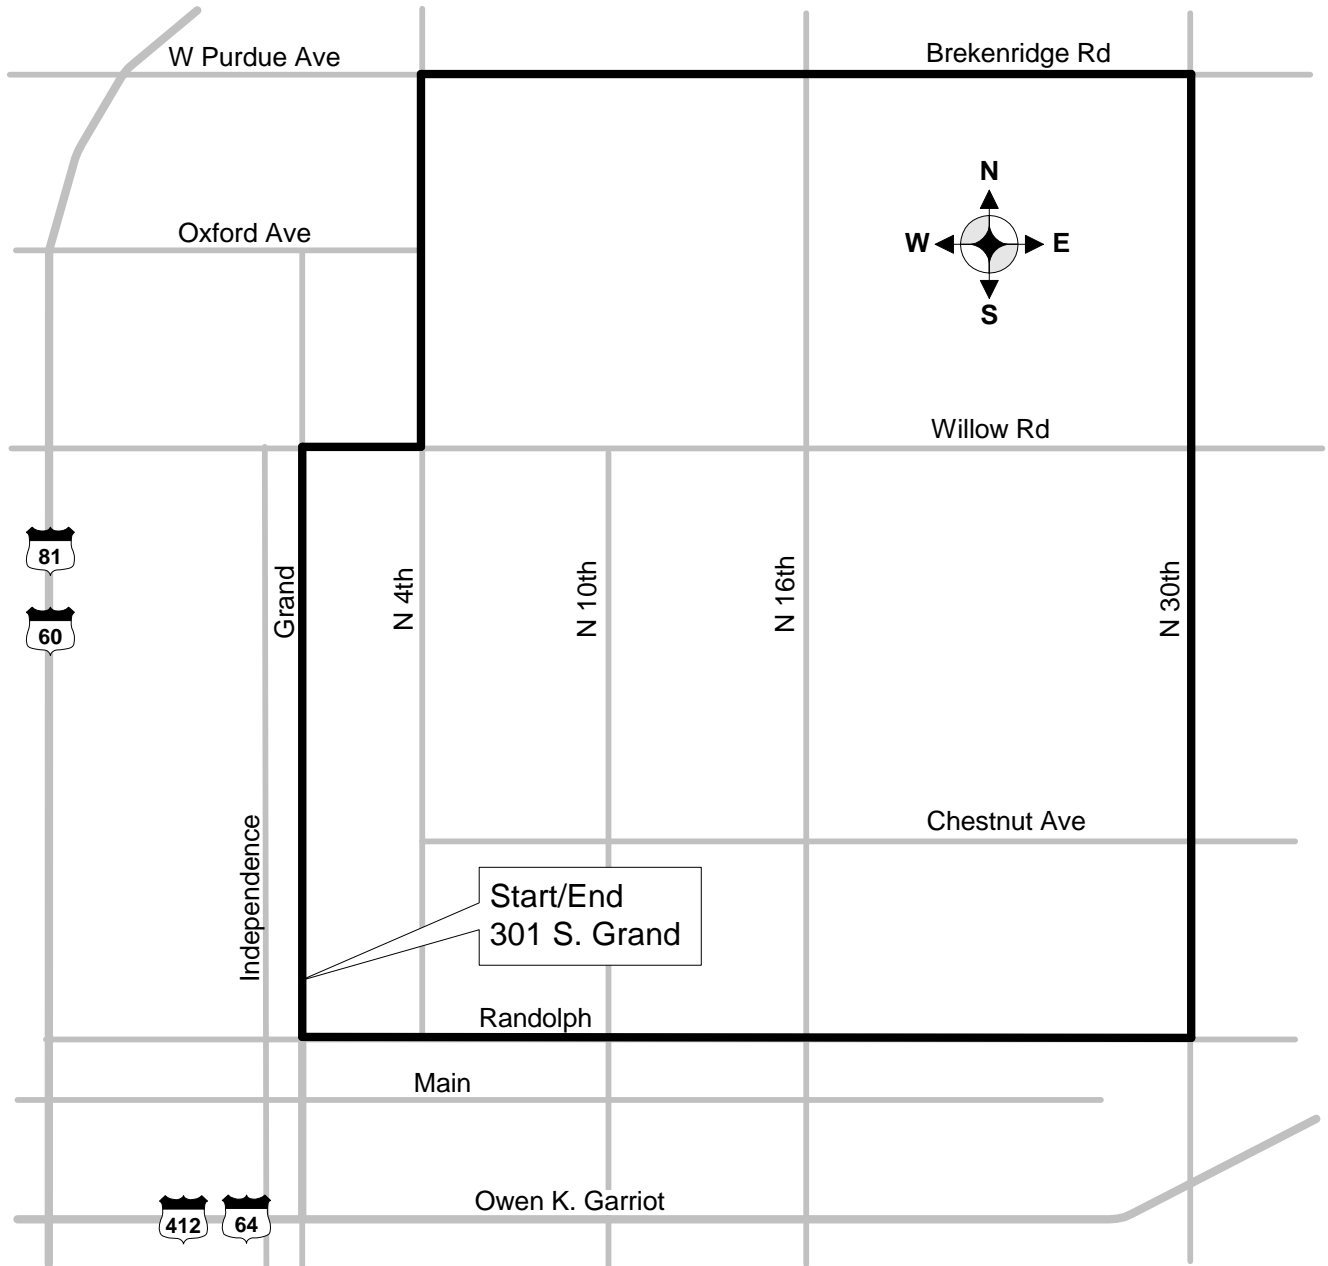 W Purdue Ave
Brekenridge Rd
N
W
E
S
Oxford Ave
Willow Rd
81
60
Grand
N 4th
N 10th
N 16th
N 30th
Chestnut Ave
Independence
Start/End
301 S. Grand
Randolph
Main
Owen K. Garriot
412
64